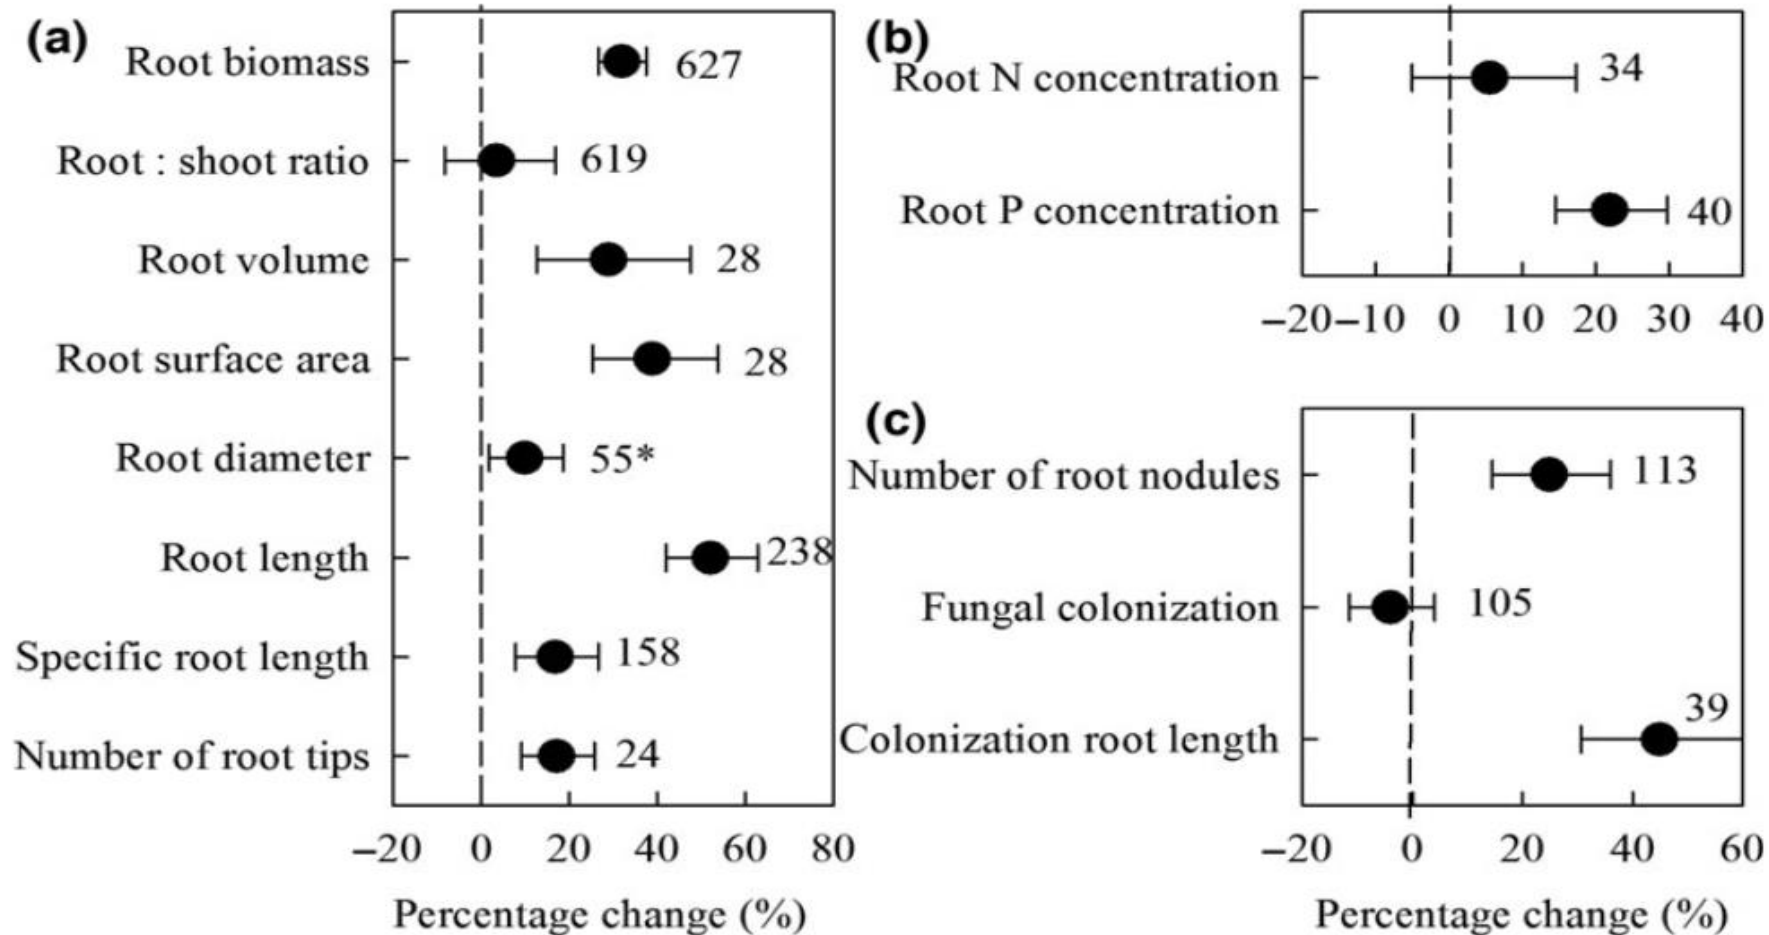 (a)
Root biomass 627
Root : shoot ratio 619
Root volume 28
Root surface area 28
Root diameter 55*
Root length 238
Specific root length 158
Number of root tips 24
–20 0 20 40 60 80
Percentage change (%)
(b)
Root N concentration 34
Root P concentration 40
–20 –10 0 10 20 30 40
(c)
Number of root nodules 113
Fungal colonization 105
Colonization root length 39
–20 0 20 40 60
Percentage change (%)